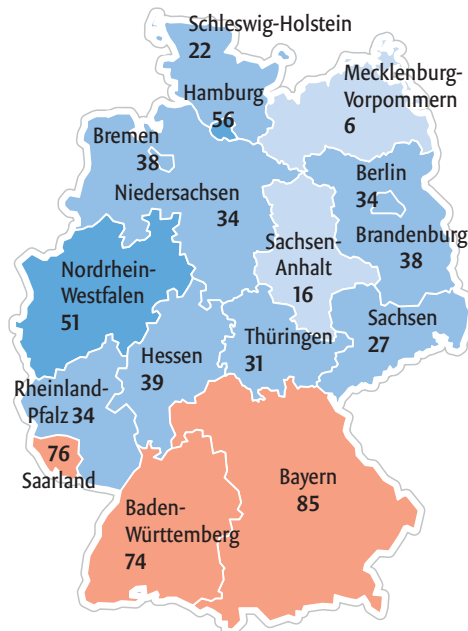 Schleswig-Holstein
22
Mecklenburg-
Vorpommern
6
Hamburg
56
Bremen
38
Berlin
34
Niedersachsen
34
Brandenburg
38
Sachsen-
Anhalt
16
Nordrhein-
Westfalen
51
Sachsen
27
Thüringen
31
Hessen
39
Rheinland-
Pfalz 34
76
Saarland
Bayern
85
Baden-
Württemberg
74